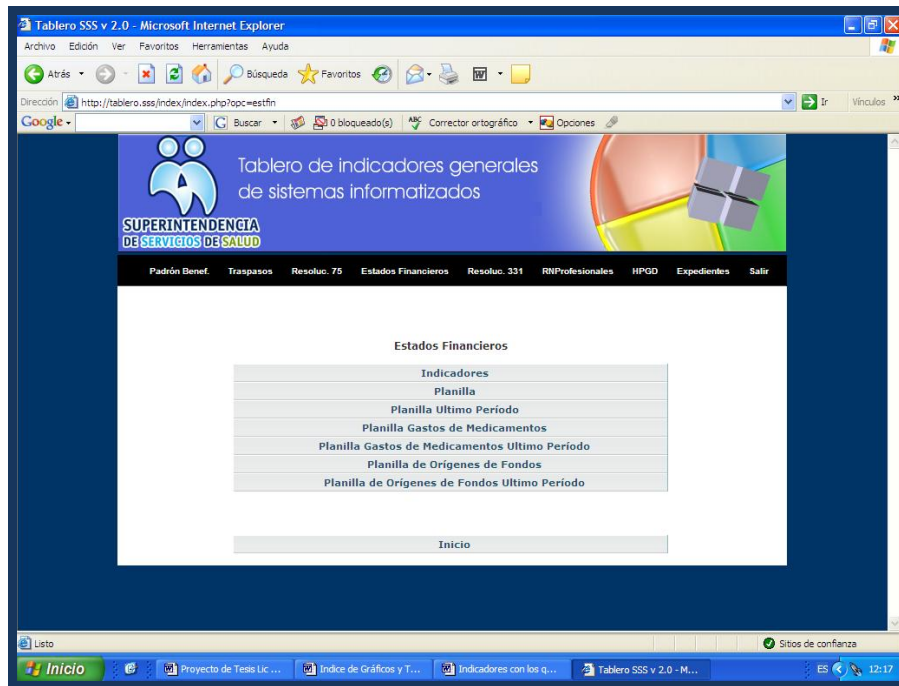 Tablero SSS v 2.0 - Microsoft Internet Explorer
Archivo Edición Ver Favoritos Herramientas Ayuda
Atrás Búsqueda Favoritos
Dirección http://tablero.sss/index/index.php?opc=estfin Ir Vínculos »
Google Buscar 0 bloqueado(s) ABC Corrector ortográfico Opciones
Tablero de indicadores generales
de sistemas informatizados
SUPERINTENDENCIA
DE SERVICIOS DE SALUD
Padrón Benef. Traspasos Resoluc. 75 Estados Financieros Resoluc. 331 RNProfesionales HPGD Expedientes Salir
Estados Financieros
Indicadores
Planilla
Planilla Ultimo Período
Planilla Gastos de Medicamentos
Planilla Gastos de Medicamentos Ultimo Período
Planilla de Orígenes de Fondos
Planilla de Orígenes de Fondos Ultimo Período
Inicio
Listo Sitios de confianza
Inicio Proyecto de Tesis Lic ... Indice de Gráficos y T... Indicadores con los q... Tablero SSS v 2.0 - M... ES 12:17